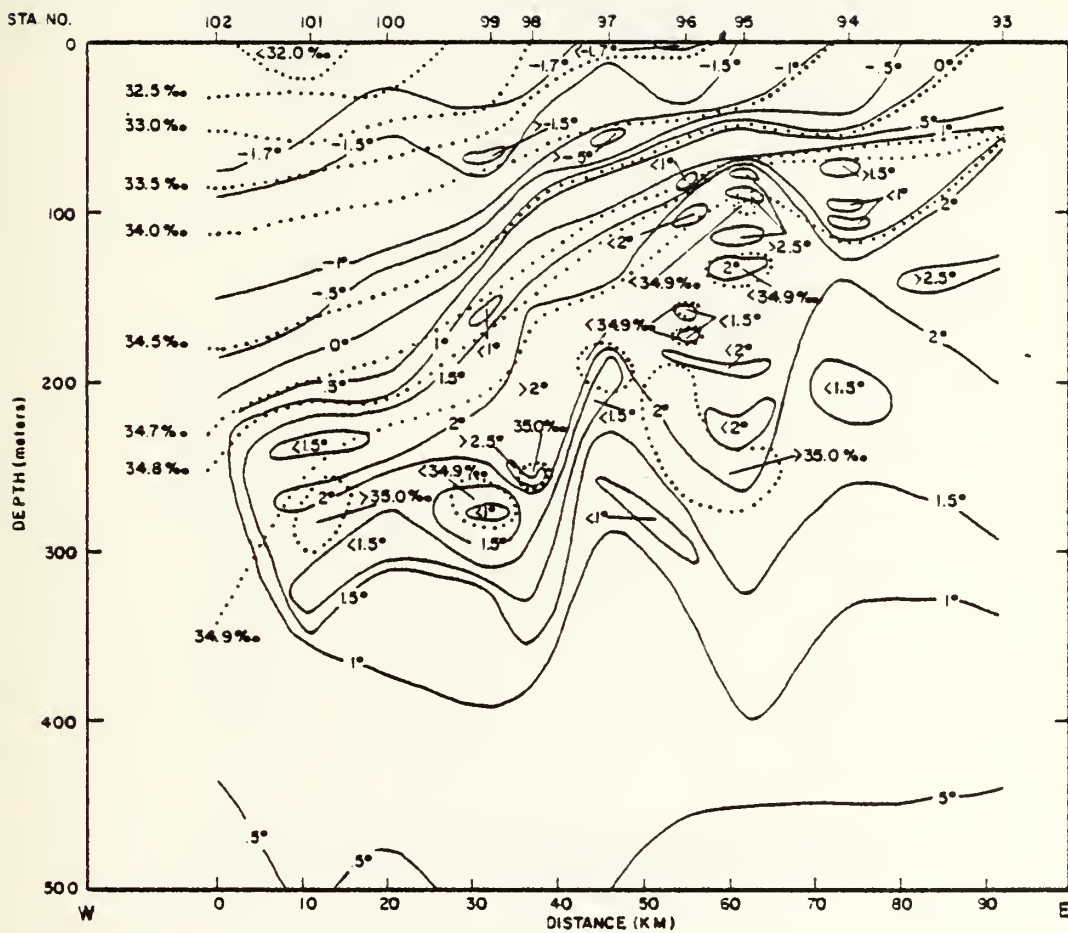 STA. NO. 102 101 100 99 98 97 96 95 94 93
0 <32.0‰ -1.7° <-1.7° -1.5° -1° -.5° 0°
32.5‰
33.0‰ >-1.5° .5°
-1.7° -1.5° >-.5° 1°
33.5‰ <1° >1.5°
100 <1°
34.0‰ <2° 2°
>2.5°
-1° 2° >2.5°
-.5° <34.9‰ <34.9‰
34.5‰ 0° 1° <1° <34.9‰ <1.5°
1.5° <2° 2°
200 .5° >2° <1.5°
34.7‰ 2° 35.0‰ <1.5° 2° <2°
<1.5° >2.5°
34.8‰ <34.9‰ >35.0‰
2° >35.0‰ <1° <1° 1.5°
<1.5° 1.5°
300
1.5° 1°
34.9‰ 1°
400
.5°
.5° .5°
500
DEPTH (meters)
W 0 10 20 30 40 50 60 70 80 90 E
DISTANCE (KM)